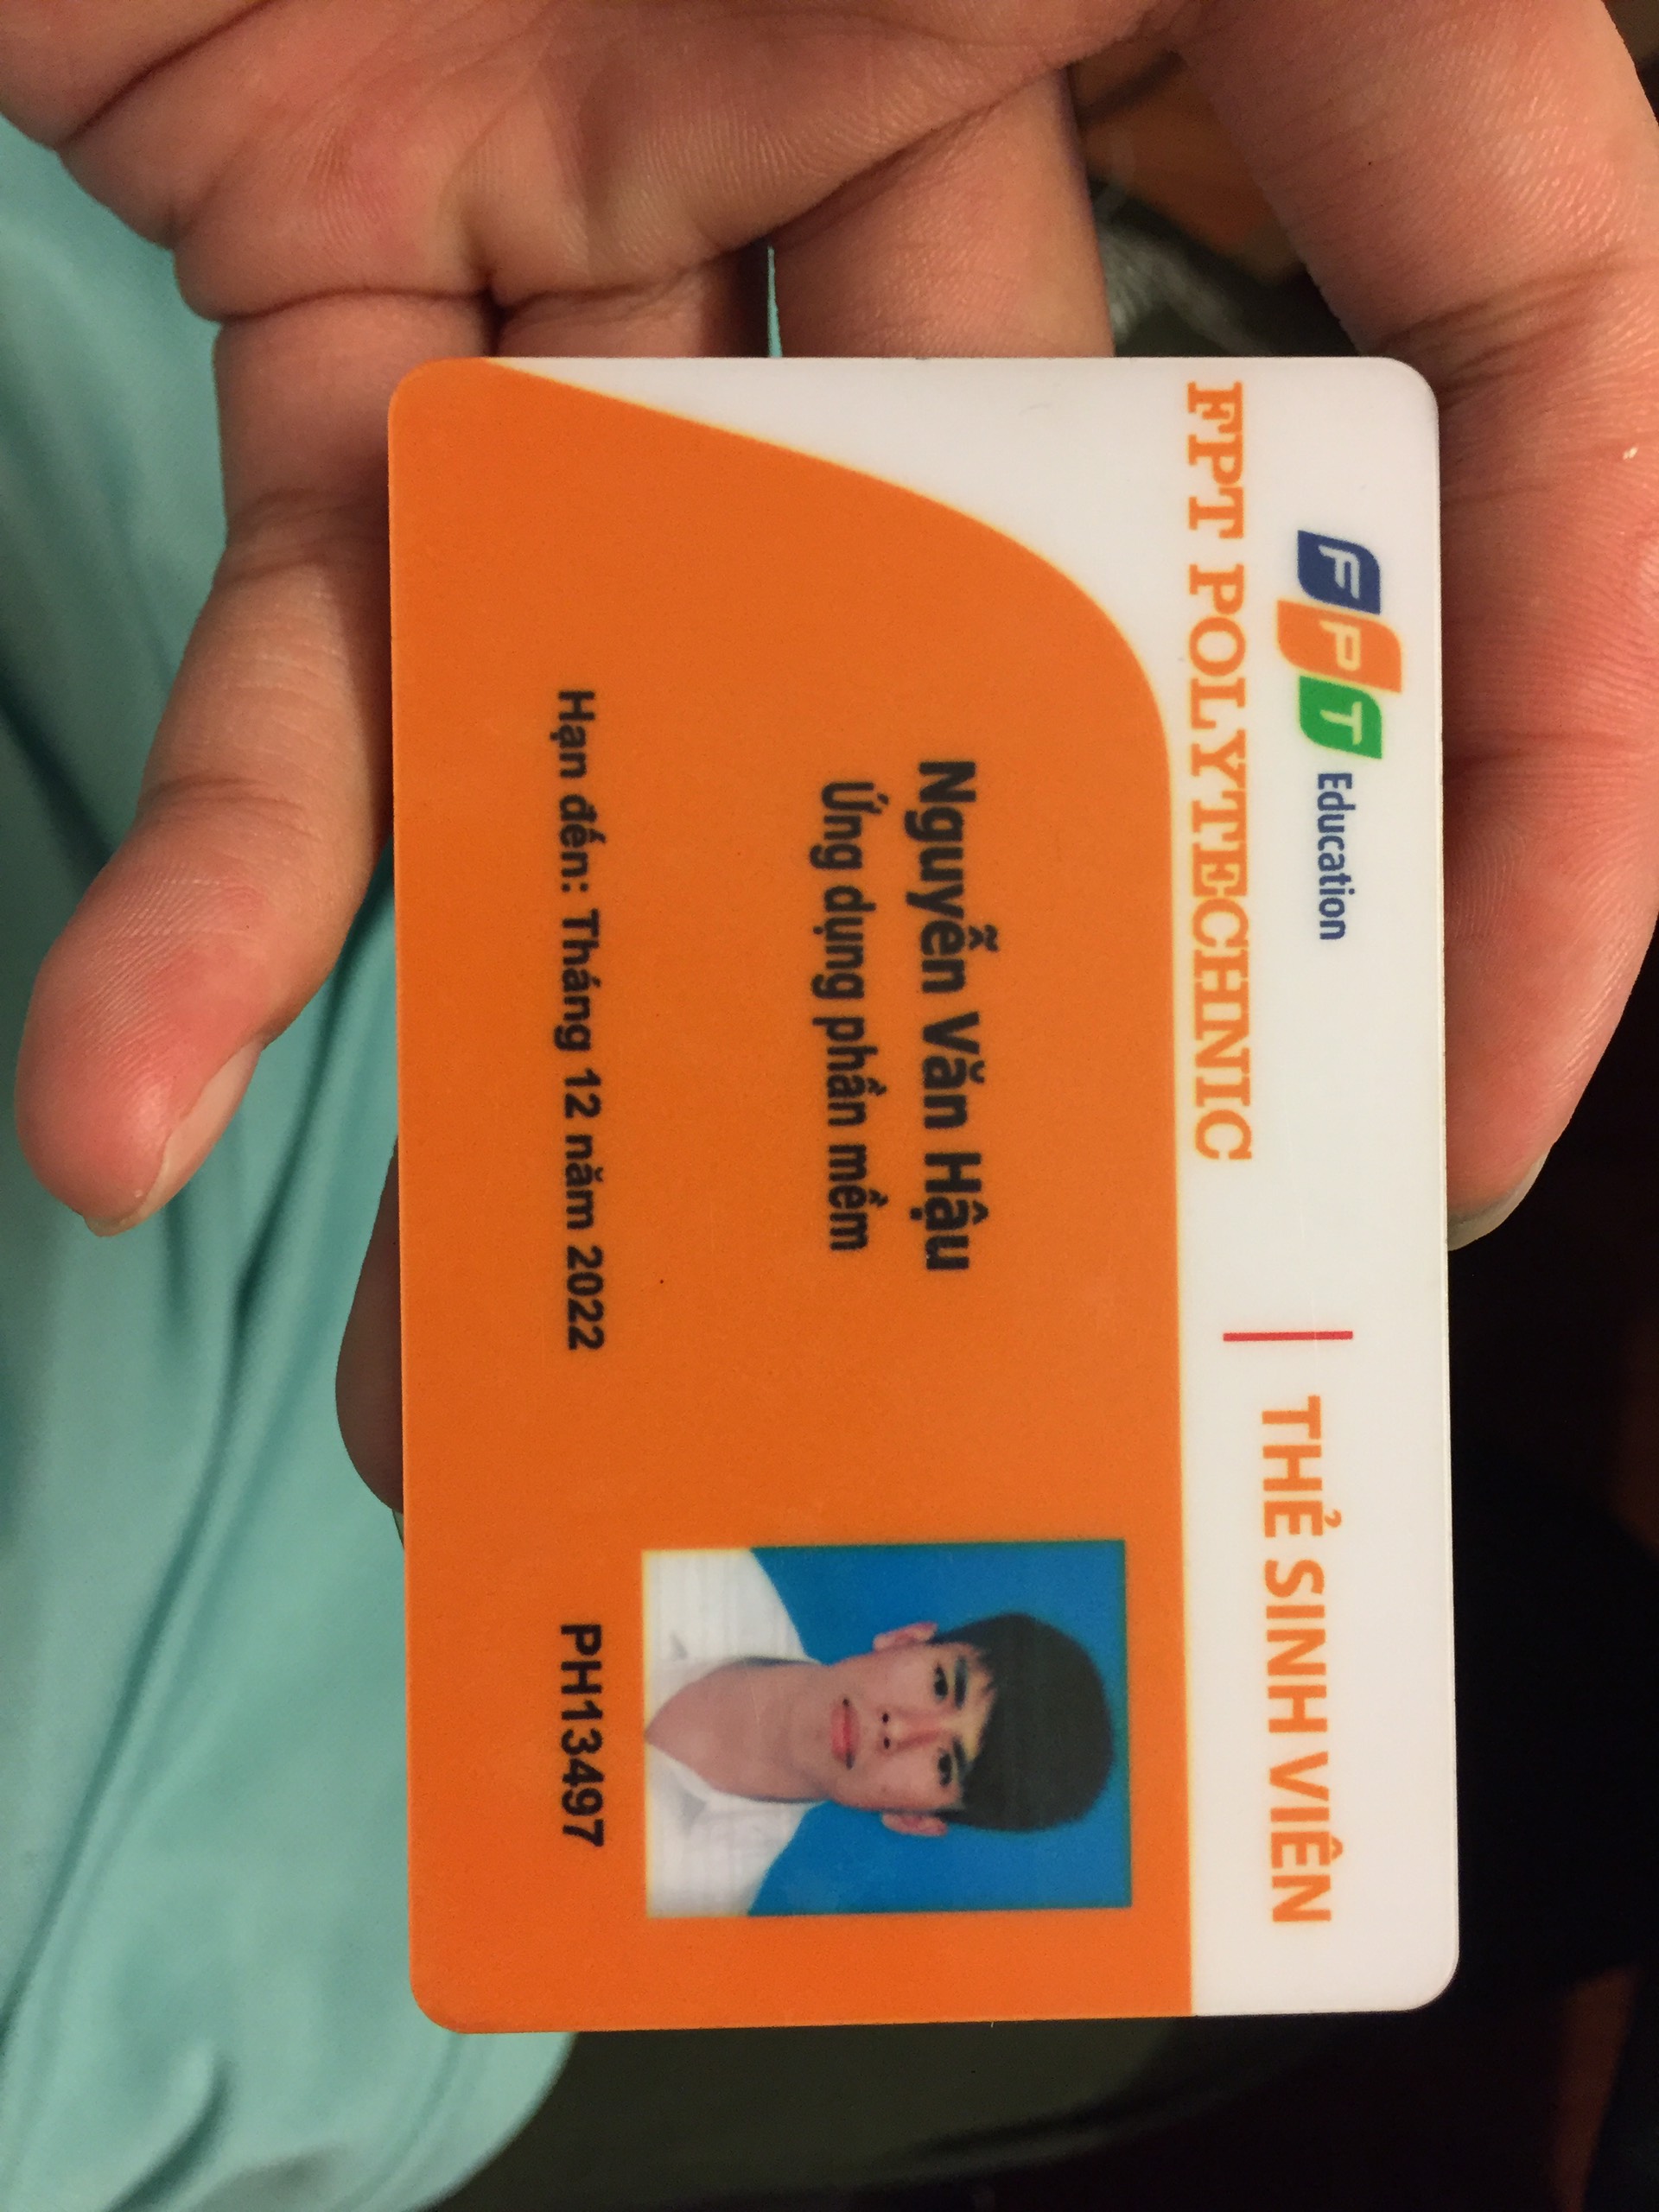 FPT Education
FPT POLYTECHNIC
THẺ SINH VIÊN
Nguyễn Văn Hậu
Ứng dụng phần mềm
Hạn đến: Tháng 12 năm 2022
PH13497